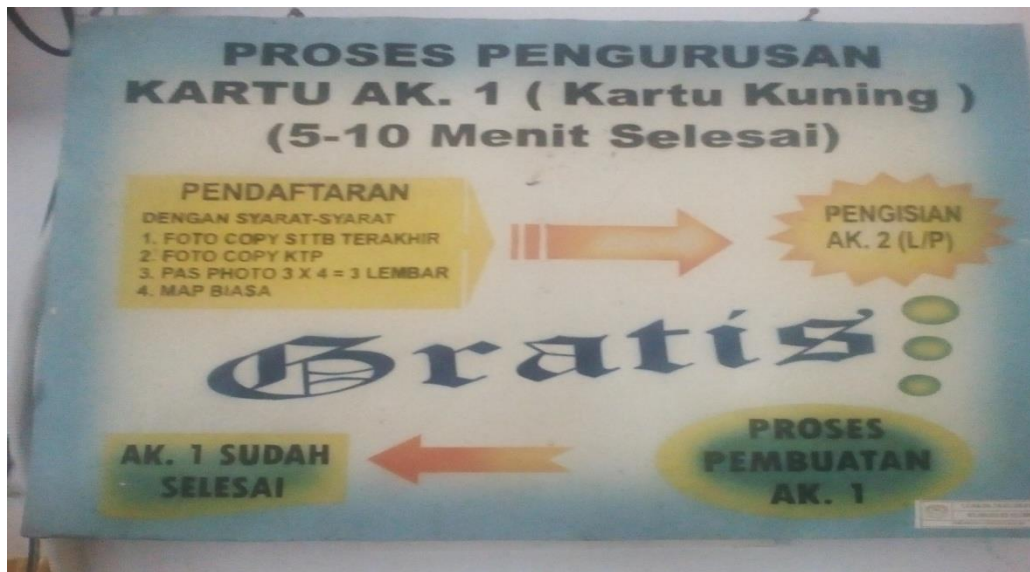 PROSES PENGURUSAN
KARTU AK. 1 ( Kartu Kuning )
(5-10 Menit Selesai)
PENDAFTARAN
DENGAN SYARAT-SYARAT
1. FOTO COPY STTB TERAKHIR
2. FOTO COPY KTP
3. PAS PHOTO 3 X 4 = 3 LEMBAR
4. MAP BIASA
PENGISIAN
AK. 2 (L/P)
Gratis
PROSES
PEMBUATAN
AK. 1
AK. 1 SUDAH
SELESAI